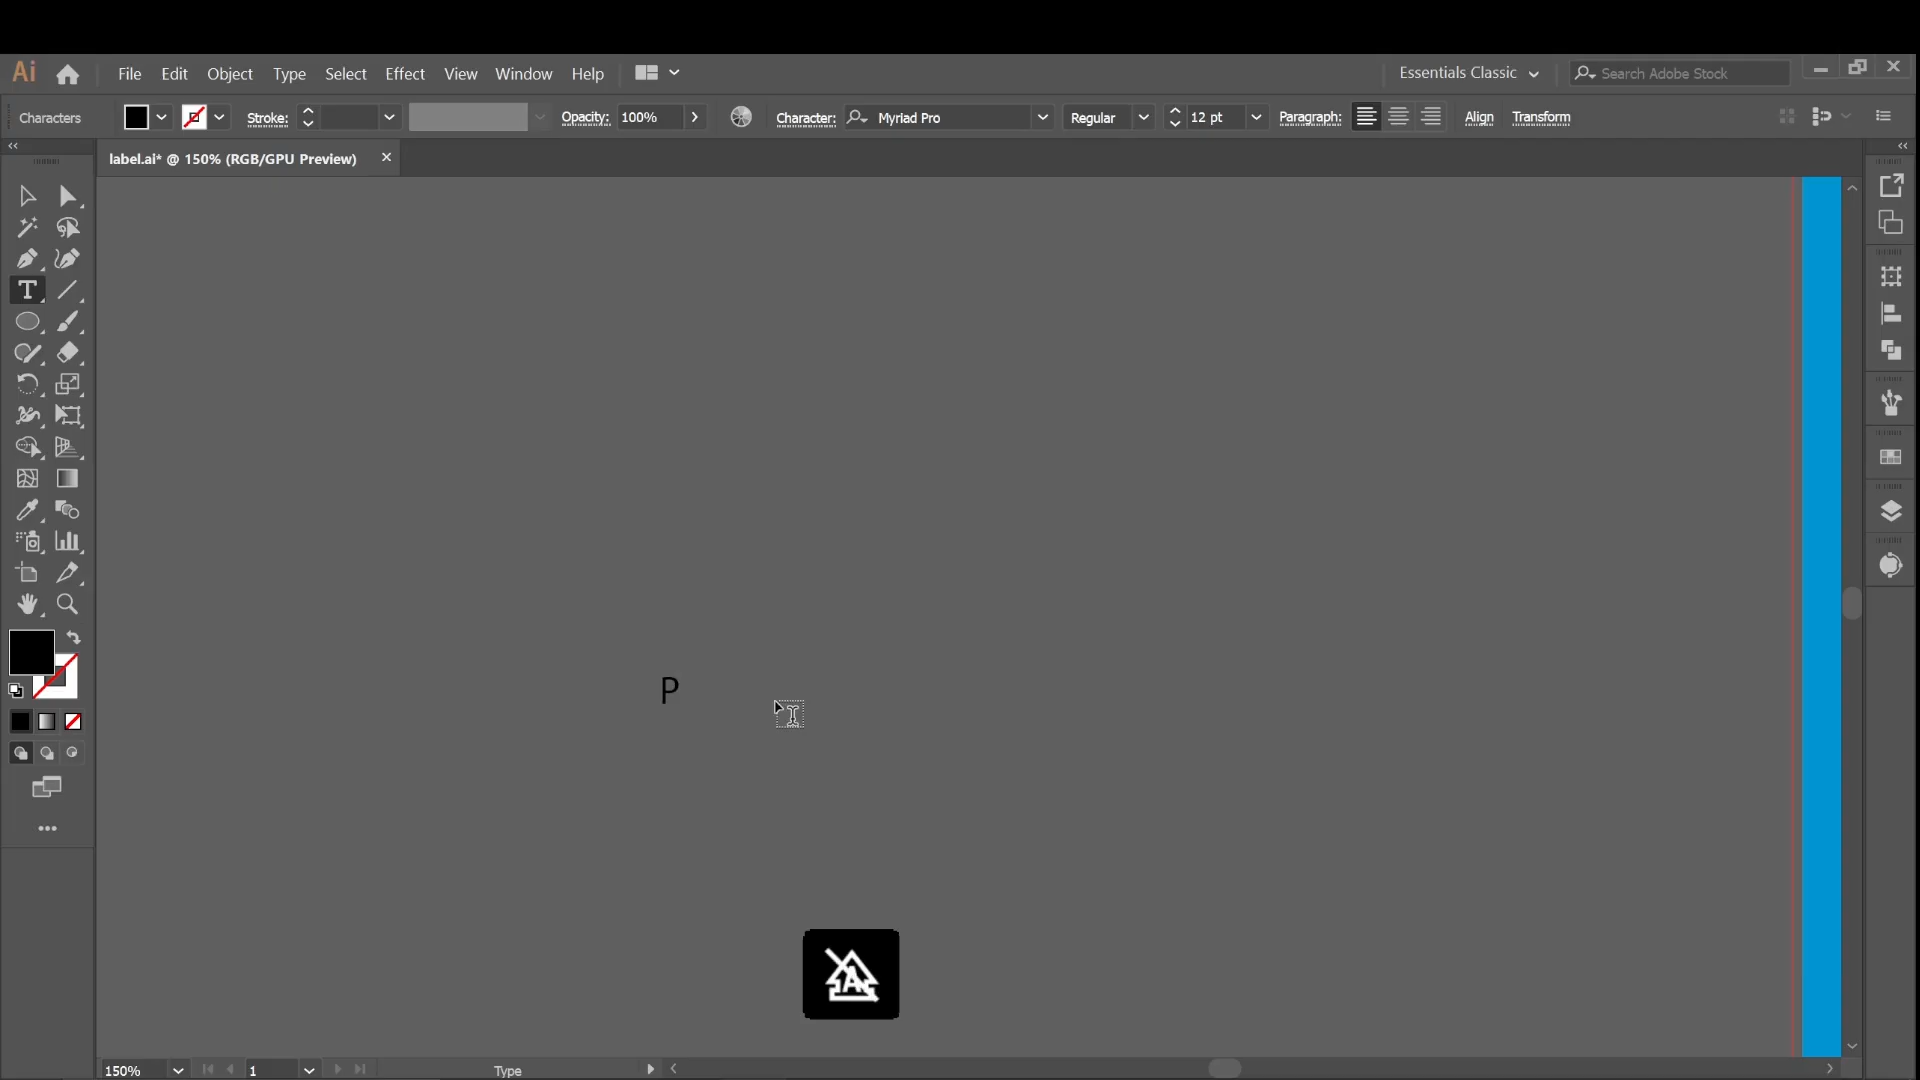 Ai File Edit Object Type Select Effect View Window Help Essentials Classic Search Adobe Stock
Characters Stroke: Opacity: 100% Character: Myriad Pro Regular 12 pt Paragraph: Align Transform
label.ai* @ 150% (RGB/GPU Preview)
P
A
150% 1 Type